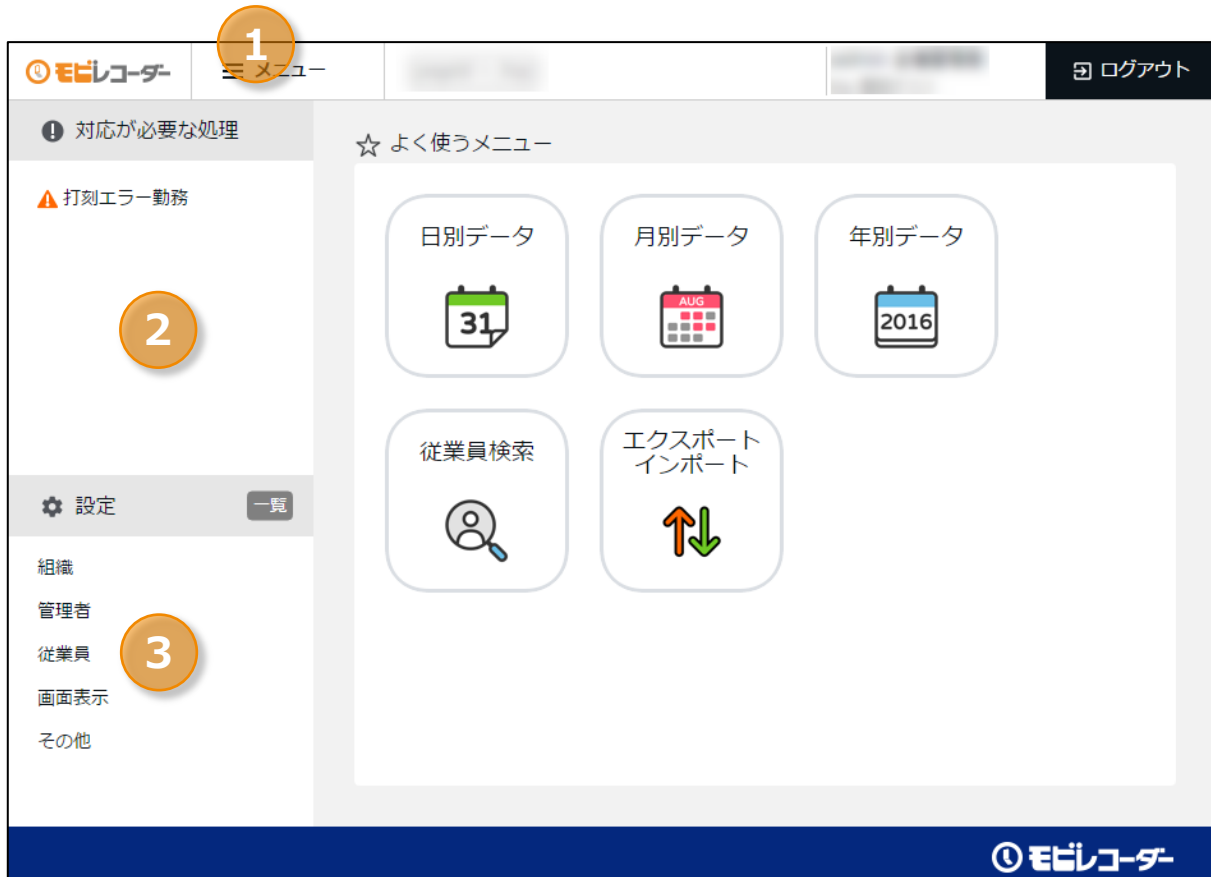 1
モビレコーダー
メニュー
ログアウト
対応が必要な処理
打刻エラー勤務
2
設定
一覧
組織
管理者
従業員
3
画面表示
その他
よく使うメニュー
日別データ
31
月別データ
AUG
年別データ
2016
従業員検索
エクスポート
インポート
モビレコーダー